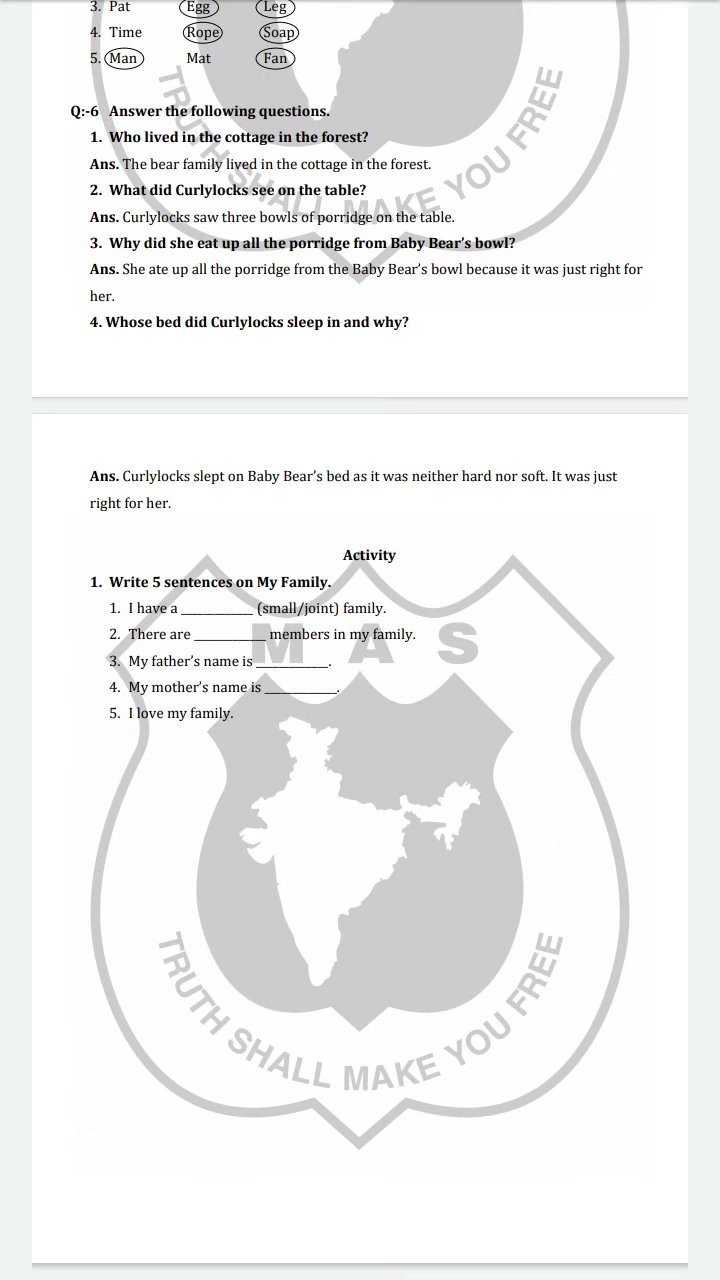 3. Pat Egg Leg
4. Time Rope Soap
5. Man Mat Fan
Q:-6 Answer the following questions.
1. Who lived in the cottage in the forest?
Ans. The bear family lived in the cottage in the forest.
2. What did Curlylocks see on the table?
Ans. Curlylocks saw three bowls of porridge on the table.
3. Why did she eat up all the porridge from Baby Bear's bowl?
Ans. She ate up all the porridge from the Baby Bear's bowl because it was just right for
her.
4. Whose bed did Curlylocks sleep in and why?
TRUTH SHALL MAKE YOU FREE
Ans. Curlylocks slept on Baby Bear's bed as it was neither hard nor soft. It was just
right for her.
Activity
1. Write 5 sentences on My Family.
1. I have a __________ (small/joint) family.
2. There are __________ members in my family.
3. My father's name is __________.
4. My mother's name is __________.
5. I love my family.
M A S
TRUTH SHALL MAKE YOU FREE